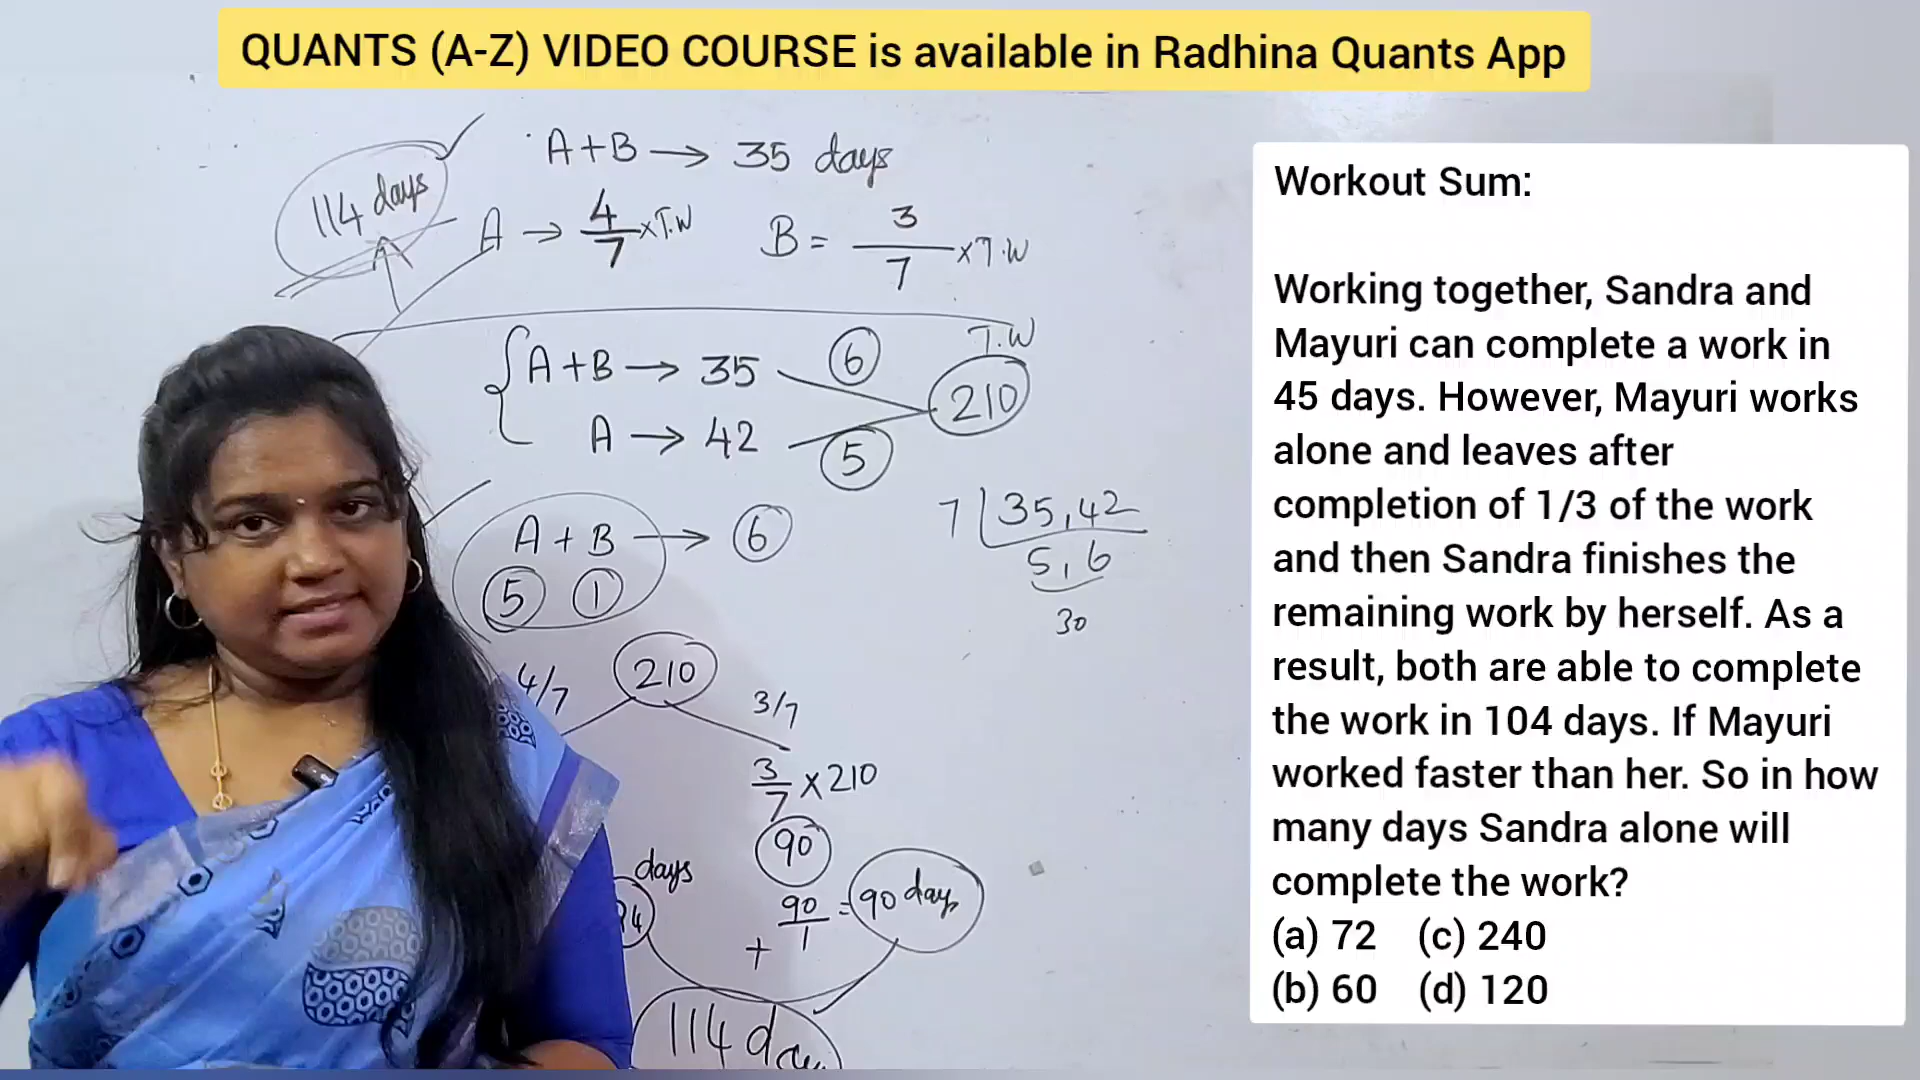 QUANTS (A-Z) VIDEO COURSE is available in Radhina Quants App
A+B → 35 days
114 days
A → 4/7 × T.W
B = 3/7 × T.W
T.W
A+B → 35
6
210
A → 42
5
7 | 35, 42
5, 6
30
A + B → 6
5 1
4/7
210
3/7
3/7 × 210
90
days
90/1 = 90 days
+
114 days
Workout Sum:
Working together, Sandra and
Mayuri can complete a work in
45 days. However, Mayuri works
alone and leaves after
completion of 1/3 of the work
and then Sandra finishes the
remaining work by herself. As a
result, both are able to complete
the work in 104 days. If Mayuri
worked faster than her. So in how
many days Sandra alone will
complete the work?
(a) 72 (c) 240
(b) 60 (d) 120